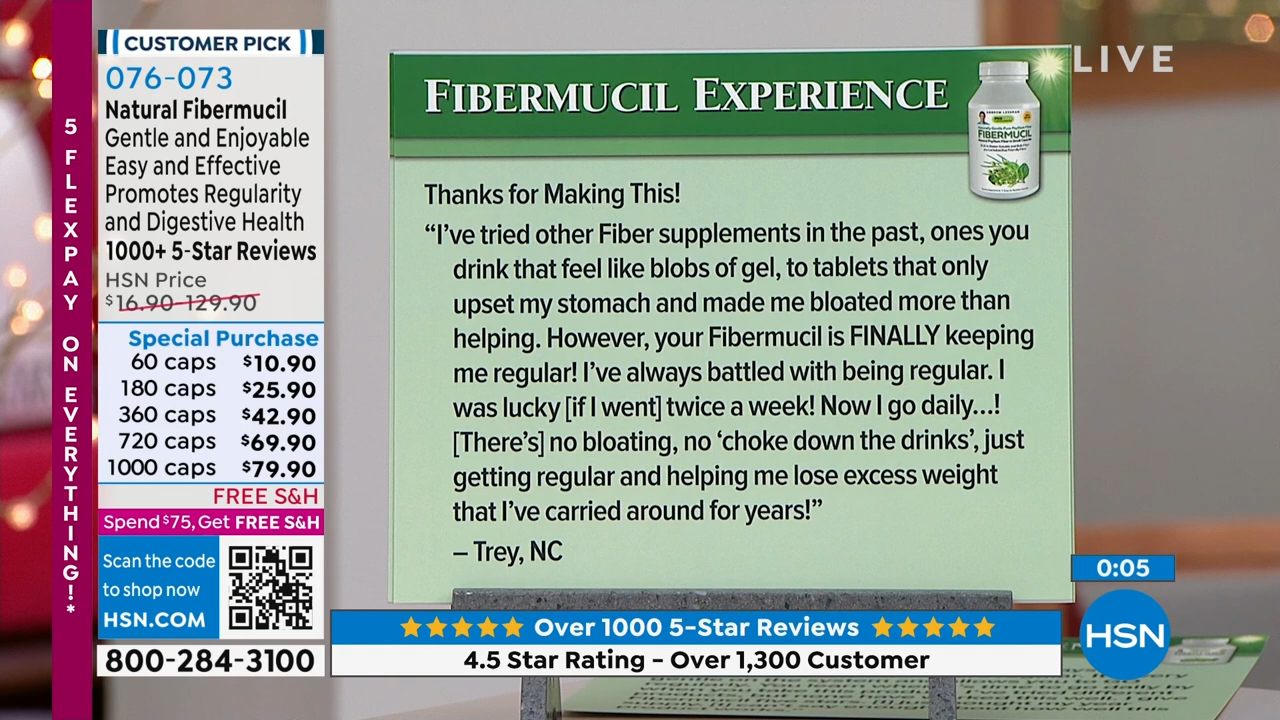 5 FLEXPAY ON EVERYTHING!*
CUSTOMER PICK
076-073
Natural Fibermucil
Gentle and Enjoyable
Easy and Effective
Promotes Regularity
and Digestive Health
1000+ 5-Star Reviews
HSN Price
$16.90-129.90
Special Purchase
60 caps $10.90
180 caps $25.90
360 caps $42.90
720 caps $69.90
1000 caps $79.90
FREE S&H
Spend $75, Get FREE S&H
Scan the code
to shop now
HSN.COM
800-284-3100
LIVE
FIBERMUCIL EXPERIENCE
FIBERMUCIL
Thanks for Making This!
“I’ve tried other Fiber supplements in the past, ones you
drink that feel like blobs of gel, to tablets that only
upset my stomach and made me bloated more than
helping. However, your Fibermucil is FINALLY keeping
me regular! I’ve always battled with being regular. I
was lucky [if I went] twice a week! Now I go daily...!
[There’s] no bloating, no ‘choke down the drinks’, just
getting regular and helping me lose excess weight
that I’ve carried around for years!”
– Trey, NC
0:05
HSN
Over 1000 5-Star Reviews
4.5 Star Rating - Over 1,300 Customer